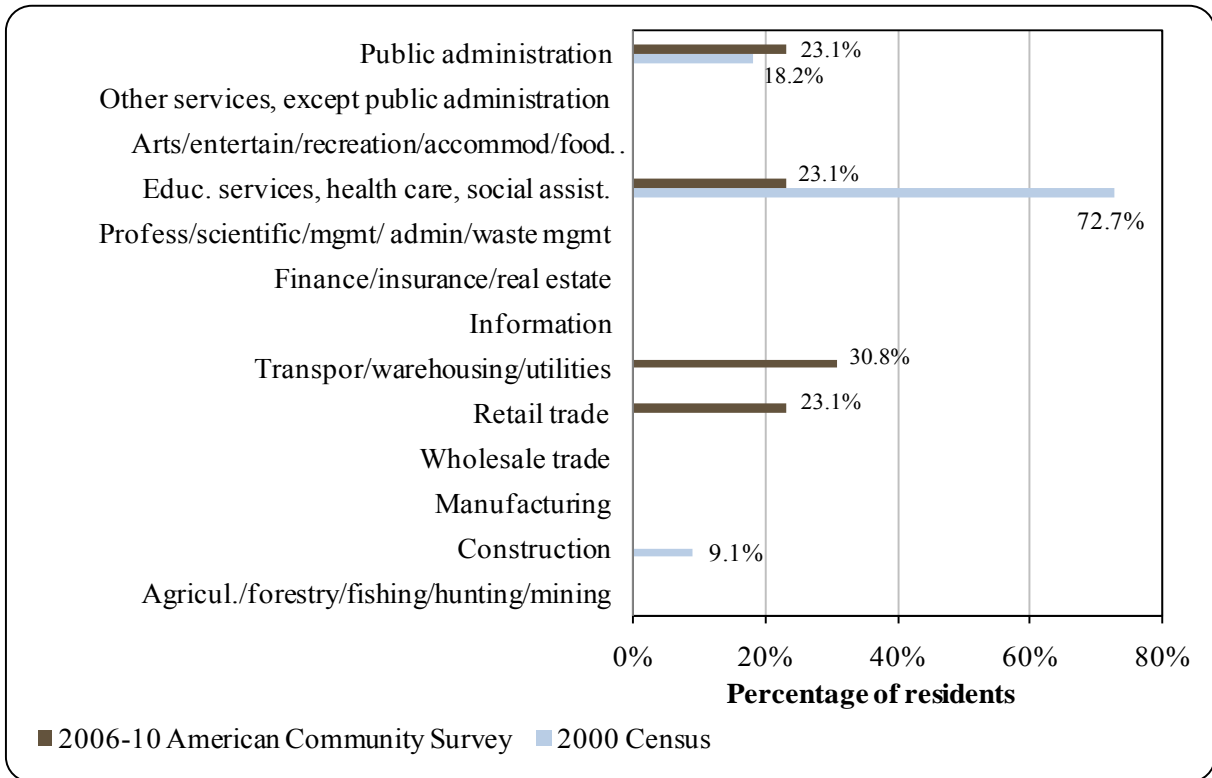 Public administration 23.1%
18.2%
Other services, except public administration
Arts/entertain/recreation/accommod/food..
Educ. services, health care, social assist. 23.1%
72.7%
Profess/scientific/mgmt/ admin/waste mgmt
Finance/insurance/real estate
Information
Transpor/warehousing/utilities 30.8%
Retail trade 23.1%
Wholesale trade
Manufacturing
Construction 9.1%
Agricul./forestry/fishing/hunting/mining
0% 20% 40% 60% 80%
Percentage of residents
2006-10 American Community Survey 2000 Census